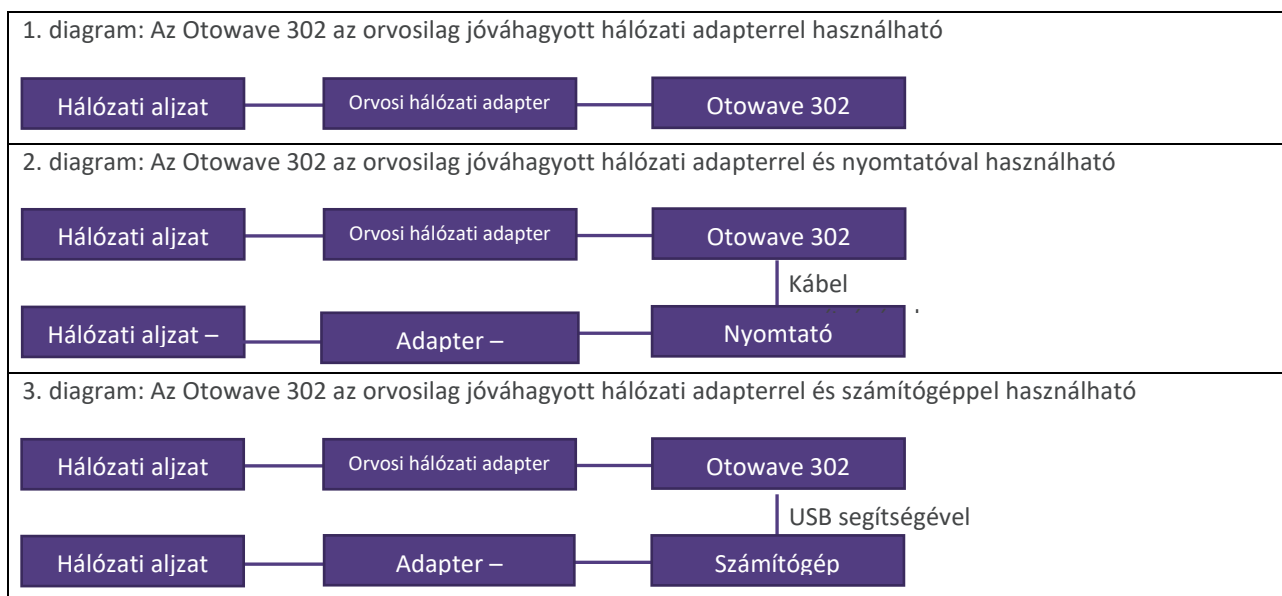 1. diagram: Az Otowave 302 az orvosilag jóváhagyott hálózati adapterrel használható
Hálózati aljzat
Orvosi hálózati adapter
Otowave 302
2. diagram: Az Otowave 302 az orvosilag jóváhagyott hálózati adapterrel és nyomtatóval használható
Hálózati aljzat
Orvosi hálózati adapter
Otowave 302
Kábel
Hálózati aljzat –
Adapter –
Nyomtató
3. diagram: Az Otowave 302 az orvosilag jóváhagyott hálózati adapterrel és számítógéppel használható
Hálózati aljzat
Orvosi hálózati adapter
Otowave 302
USB segítségével
Hálózati aljzat
Adapter –
Számítógép